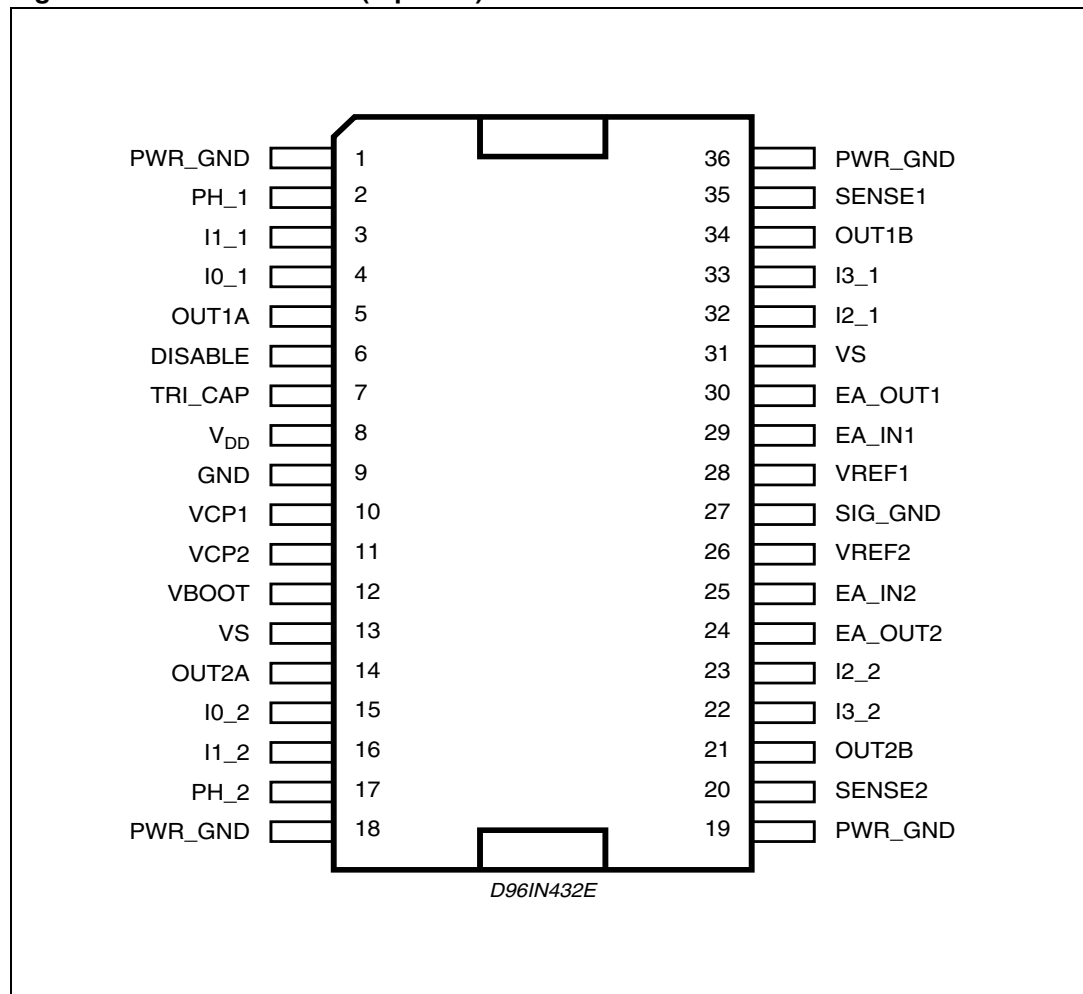 PWR_GND 1 36 PWR_GND
PH_1 2 35 SENSE1
I1_1 3 34 OUT1B
I0_1 4 33 I3_1
OUT1A 5 32 I2_1
DISABLE 6 31 VS
TRI_CAP 7 30 EA_OUT1
VDD 8 29 EA_IN1
GND 9 28 VREF1
VCP1 10 27 SIG_GND
VCP2 11 26 VREF2
VBOOT 12 25 EA_IN2
VS 13 24 EA_OUT2
OUT2A 14 23 I2_2
I0_2 15 22 I3_2
I1_2 16 21 OUT2B
PH_2 17 20 SENSE2
PWR_GND 18 19 PWR_GND
D96IN432E